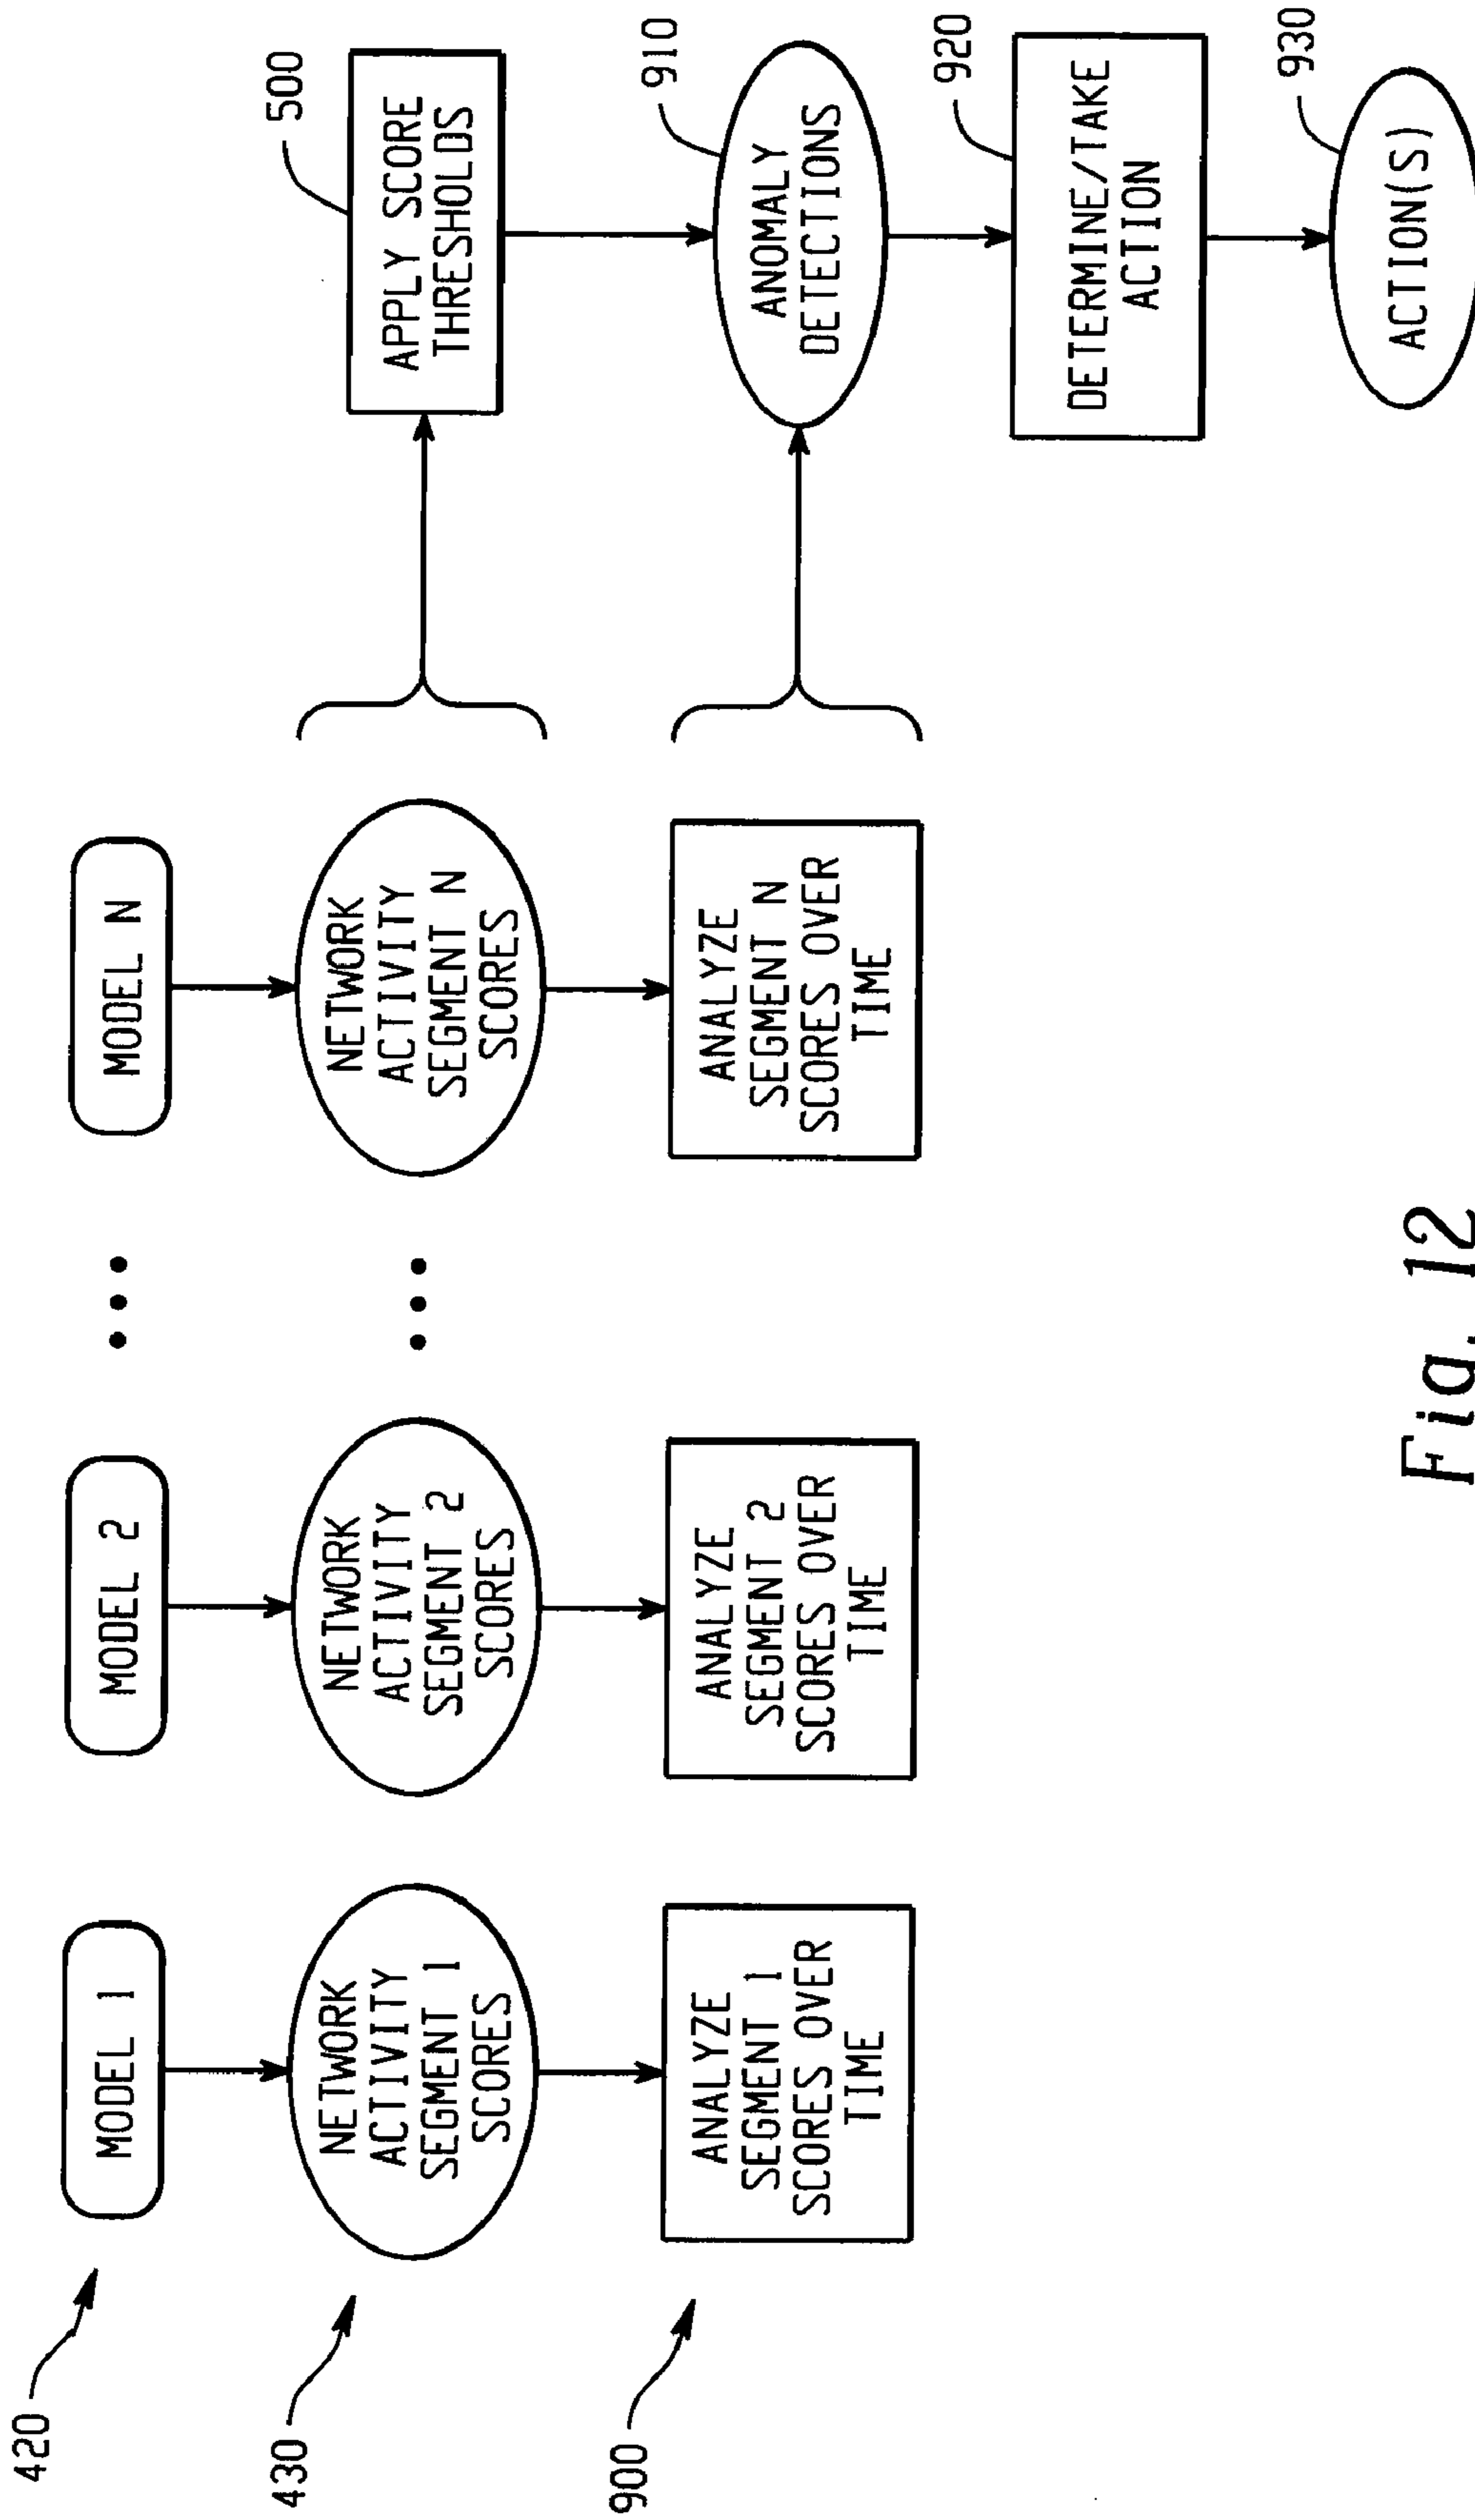 420
MODEL 1
MODEL 2
MODEL N
430
NETWORK
ACTIVITY
SEGMENT 1
SCORES
NETWORK
ACTIVITY
SEGMENT 2
SCORES
NETWORK
ACTIVITY
SEGMENT N
SCORES
500
APPLY SCORE
THRESHOLDS
900
ANALYZE
SEGMENT 1
SCORES OVER
TIME
ANALYZE
SEGMENT 2
SCORES OVER
TIME
ANALYZE
SEGMENT N
SCORES OVER
TIME
910
ANOMALY
DETECTIONS
920
DETERMINE/TAKE
ACTION
930
ACTION(S)
Fig. 12